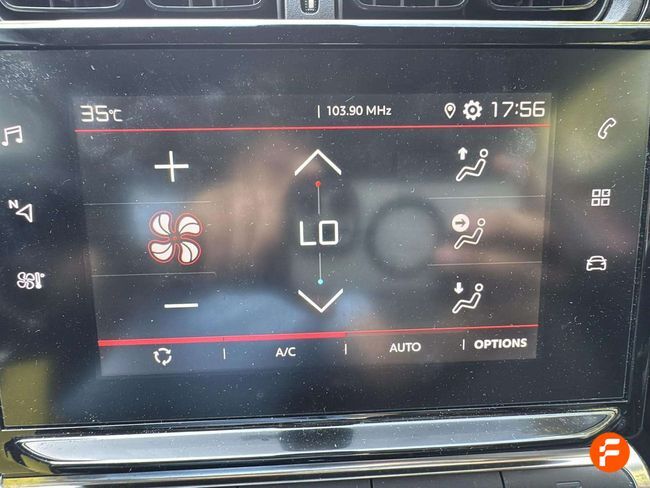 35°C | 103.90 MHz 17:56
N
LO
A/C AUTO OPTIONS